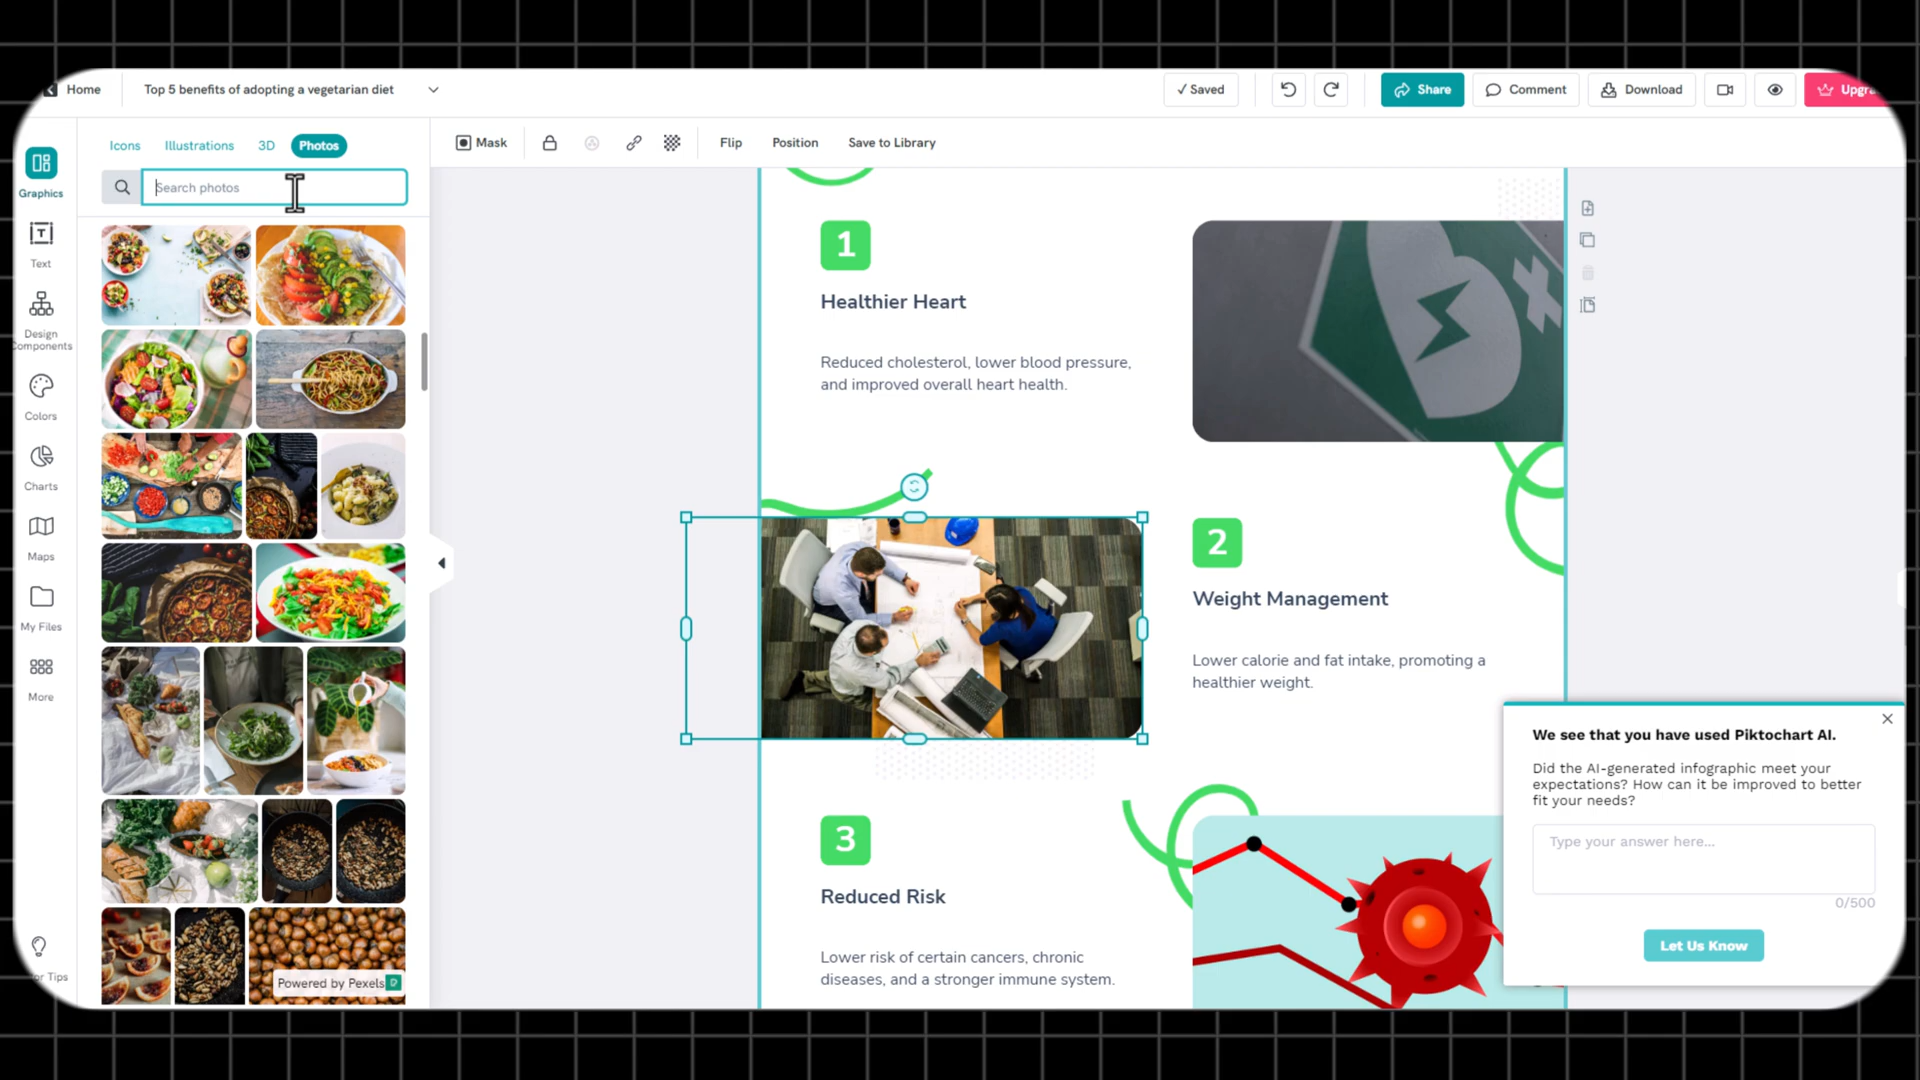 Home
Top 5 benefits of adopting a vegetarian diet
✓ Saved
Share
Comment
Download
Upgra
Icons
Illustrations
3D
Photos
Search photos
Graphics
Text
Design
Components
Colors
Charts
Maps
My Files
More
or Tips
Powered by Pexels
Mask
Flip
Position
Save to Library
1
Healthier Heart
Reduced cholesterol, lower blood pressure,
and improved overall heart health.
2
Weight Management
Lower calorie and fat intake, promoting a
healthier weight.
3
Reduced Risk
Lower risk of certain cancers, chronic
diseases, and a stronger immune system.
We see that you have used Piktochart AI.
Did the AI-generated infographic meet your
expectations? How can it be improved to better
fit your needs?
Type your answer here...
0/500
Let Us Know